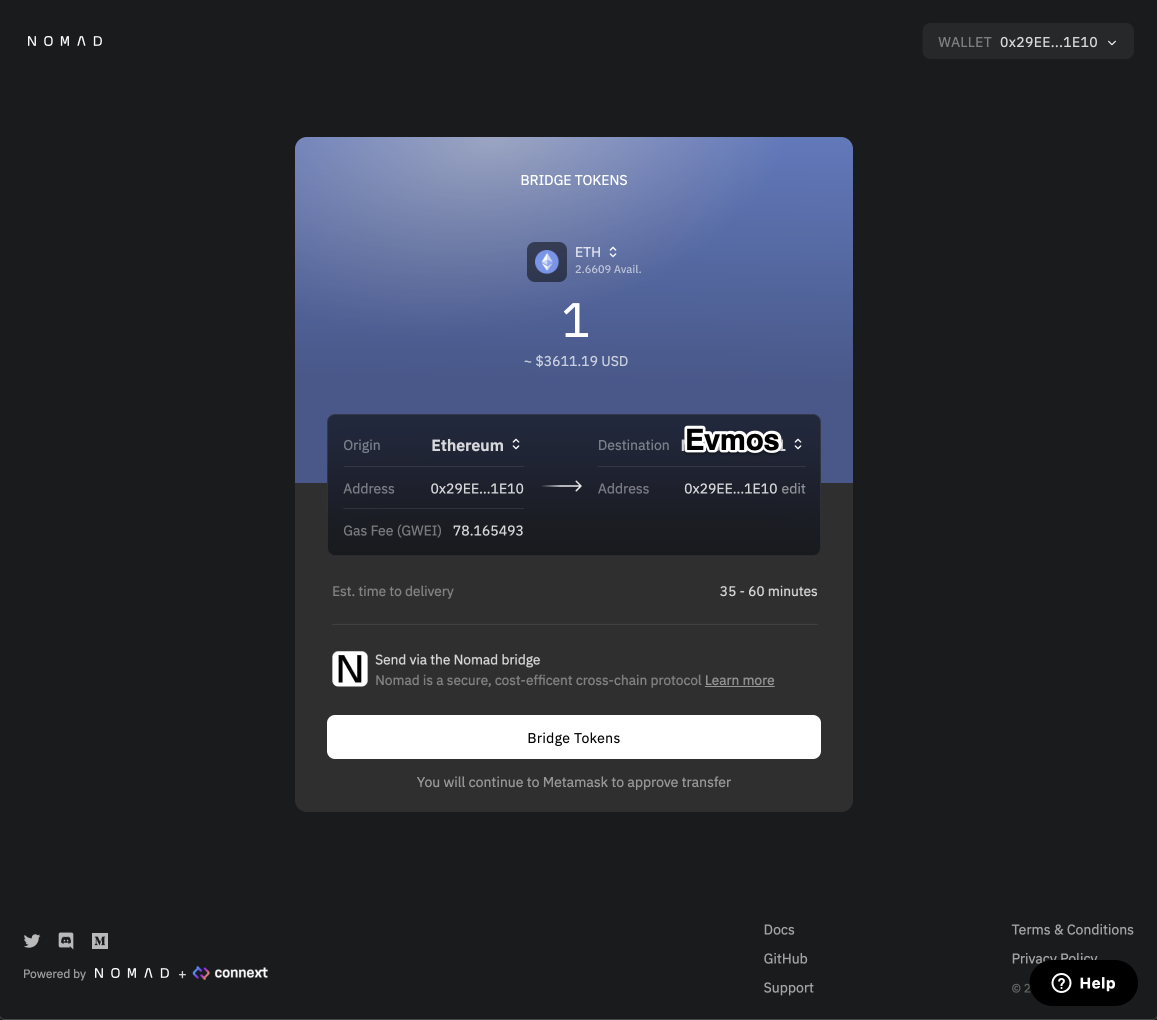 NOMAD
WALLET 0x29EE...1E10
BRIDGE TOKENS
ETH
2.6609 Avail.
1
~ $3611.19 USD
Origin Ethereum
Destination Evmos
Address 0x29EE...1E10
Address 0x29EE...1E10 edit
Gas Fee (GWEI) 78.165493
Est. time to delivery 35 - 60 minutes
N
Send via the Nomad bridge
Nomad is a secure, cost-efficent cross-chain protocol Learn more
Bridge Tokens
You will continue to Metamask to approve transfer
M
Powered by NOMAD + connext
Docs
GitHub
Support
Terms & Conditions
Privacy Policy
©
? Help